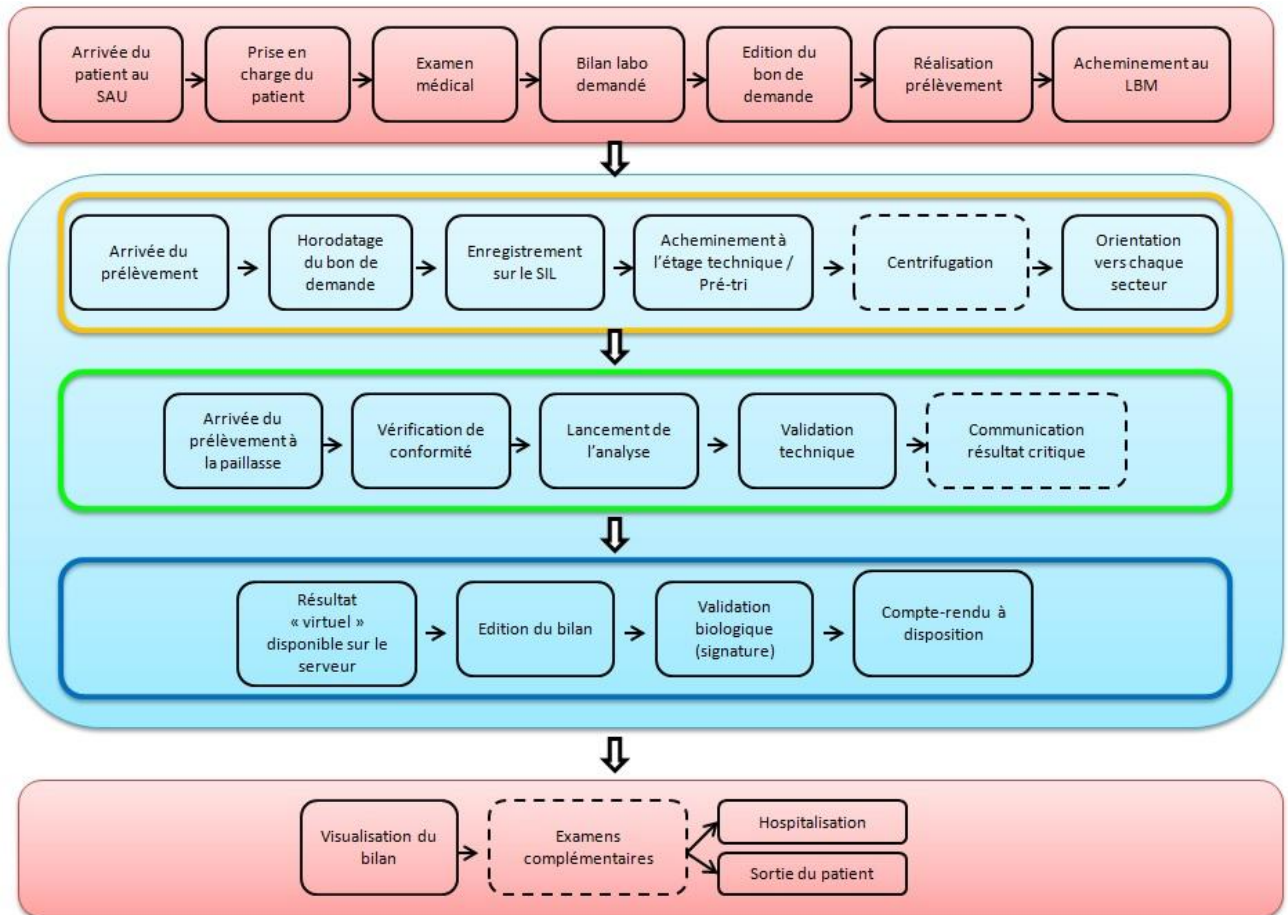 Arrivée du
patient au
SAU
Prise en
charge du
patient
Examen
médical
Bilan labo
demandé
Edition du
bon de
demande
Réalisation
prélèvement
Acheminement au
LBM
Arrivée du
prélèvement
Horodatage
du bon de
demande
Enregistrement
sur le SIL
Acheminement à
l'étage technique /
Pré-tri
Centrifugation
Orientation
vers chaque
secteur
Arrivée du
prélèvement à
la paillasse
Vérification de
conformité
Lancement de
l'analyse
Validation
technique
Communication
résultat critique
Résultat
« virtuel »
disponible sur le
serveur
Edition du bilan
Validation
biologique
(signature)
Compte-rendu à
disposition
Visualisation du
bilan
Examens
complémentaires
Hospitalisation
Sortie du patient